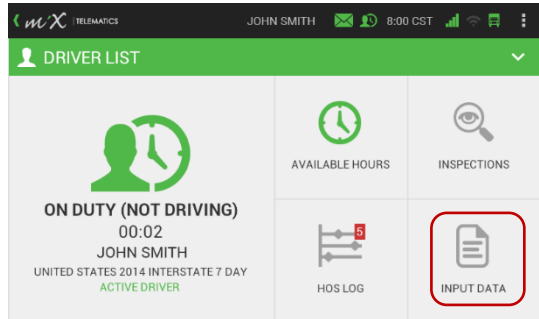 miX TELEMATICS JOHN SMITH 8:00 CST
DRIVER LIST
AVAILABLE HOURS
INSPECTIONS
ON DUTY (NOT DRIVING)
00:02
JOHN SMITH
UNITED STATES 2014 INTERSTATE 7 DAY
ACTIVE DRIVER
5
HOS LOG
INPUT DATA